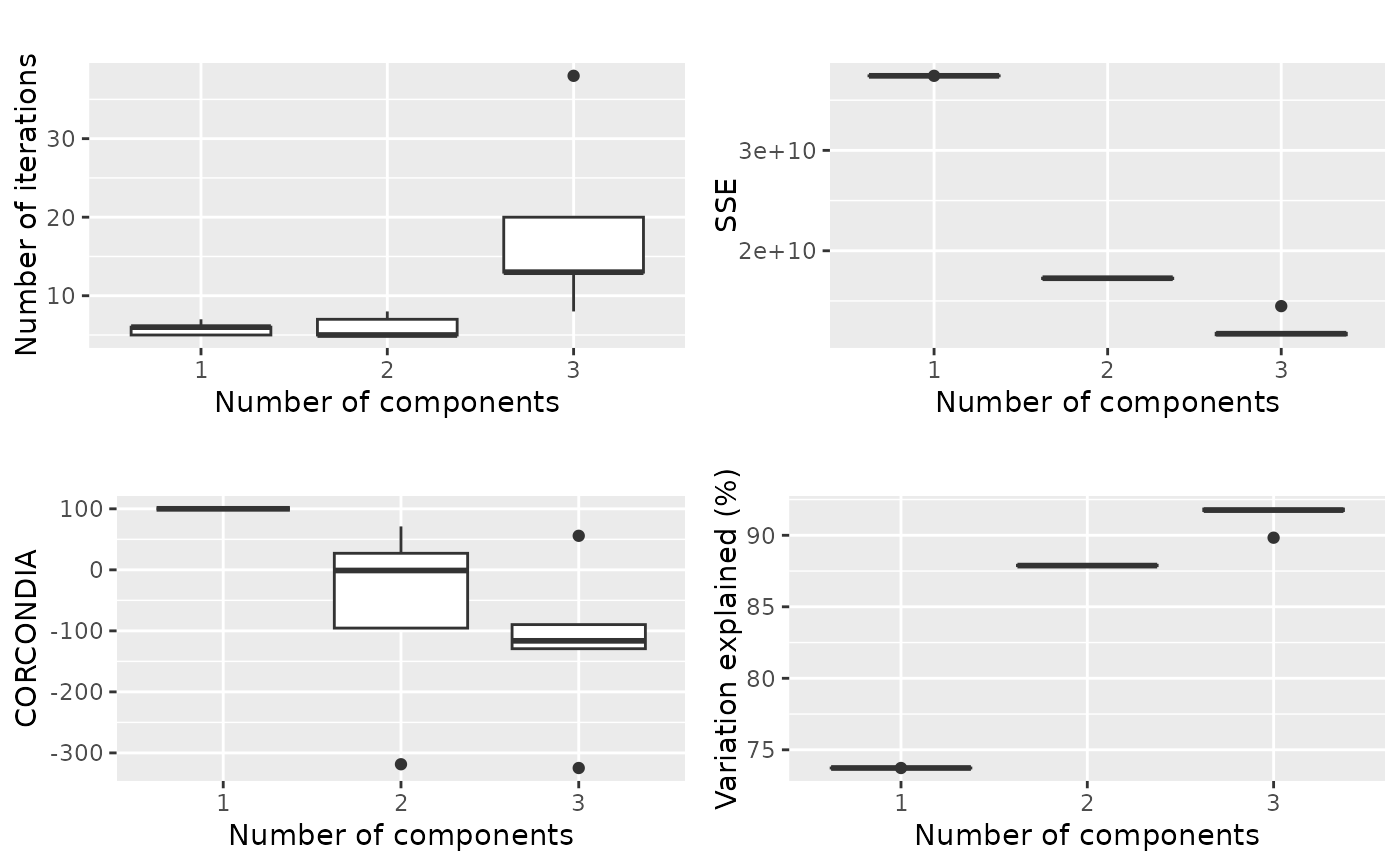 Number of iterations
30
20
10
1 2 3
Number of components
SSE
3e+10
2e+10
1 2 3
Number of components
CORCONDIA
100
0
-100
-200
-300
1 2 3
Number of components
Variation explained (%)
90
85
80
75
1 2 3
Number of components